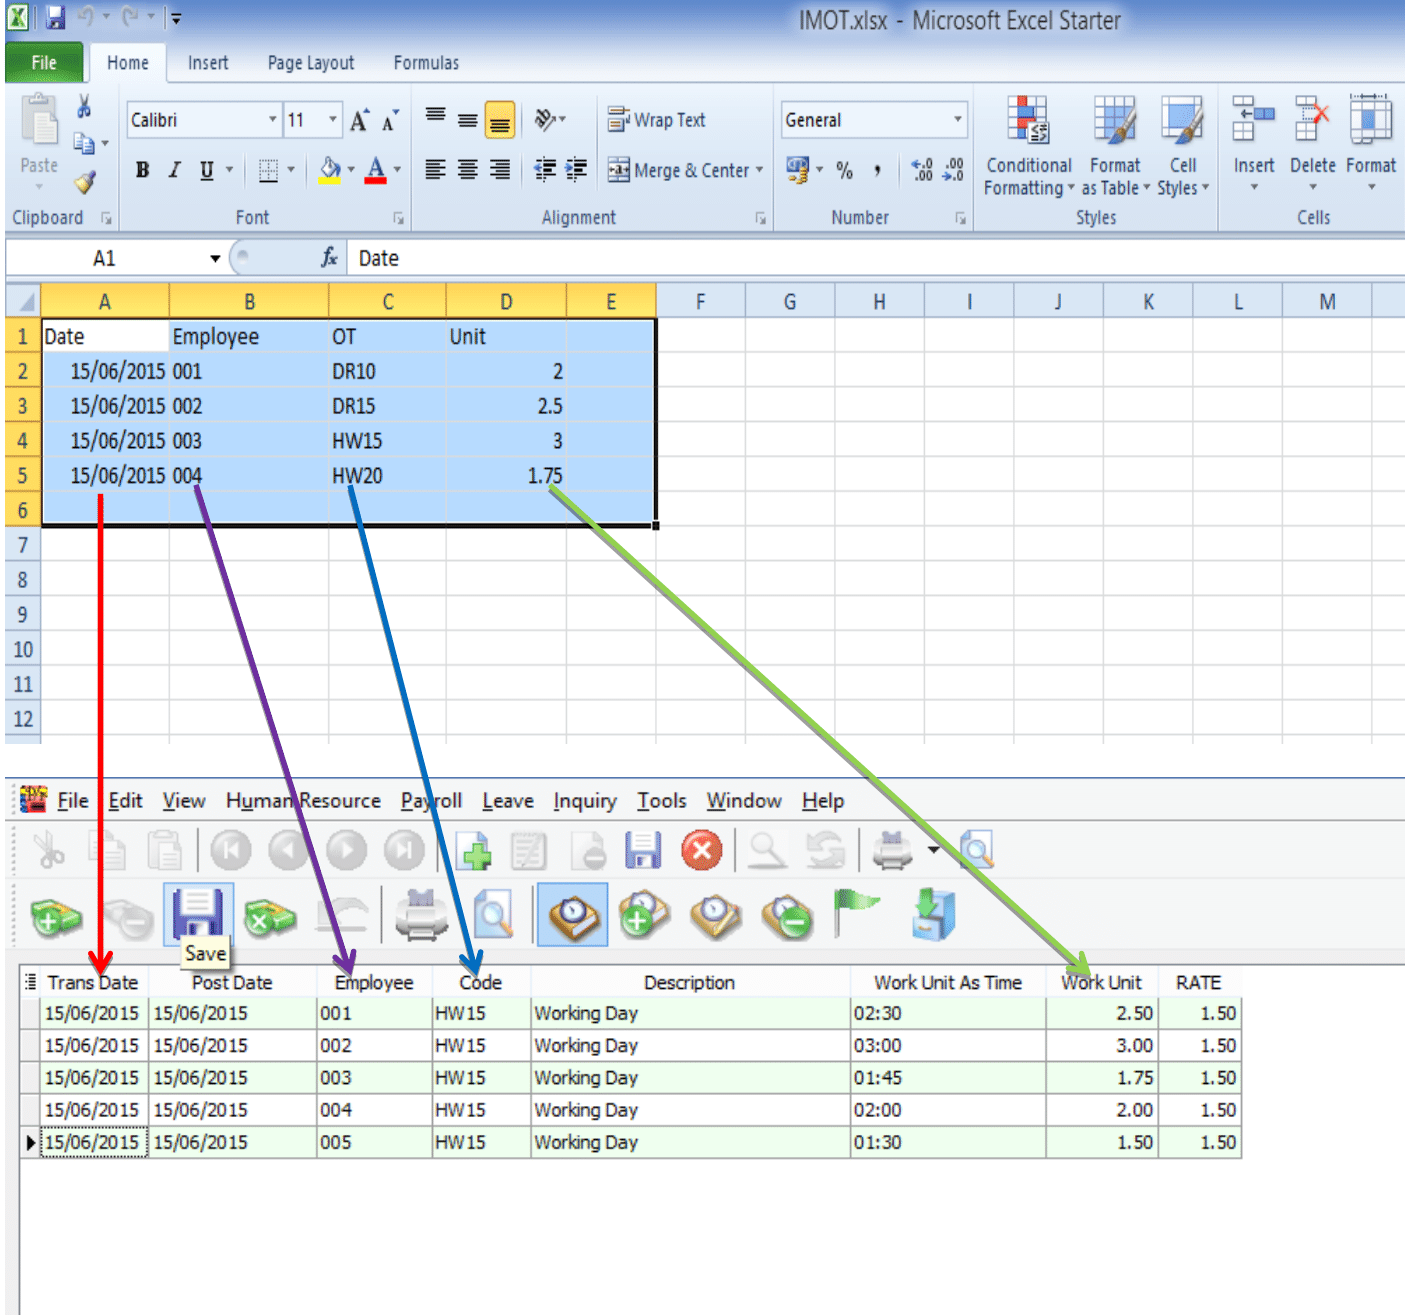 IMOT.xlsx - Microsoft Excel Starter
File Home Insert Page Layout Formulas
Calibri 11 A A Wrap Text General
Paste B I U A Merge & Center % , .0 .00 .00 .0 Conditional Formatting Format as Table Cell Styles Insert Delete Format
Clipboard Font Alignment Number Styles Cells
A1 fx Date
A B C D E F G H I J K L M
1 Date Employee OT Unit
2 15/06/2015 001 DR10 2
3 15/06/2015 002 DR15 2.5
4 15/06/2015 003 HW15 3
5 15/06/2015 004 HW20 1.75
6
7
8
9
10
11
12
File Edit View Human Resource Payroll Leave Inquiry Tools Window Help
Save
Trans Date Post Date Employee Code Description Work Unit As Time Work Unit RATE
15/06/2015 15/06/2015 001 HW15 Working Day 02:30 2.50 1.50
15/06/2015 15/06/2015 002 HW15 Working Day 03:00 3.00 1.50
15/06/2015 15/06/2015 003 HW15 Working Day 01:45 1.75 1.50
15/06/2015 15/06/2015 004 HW15 Working Day 02:00 2.00 1.50
15/06/2015 15/06/2015 005 HW15 Working Day 01:30 1.50 1.50